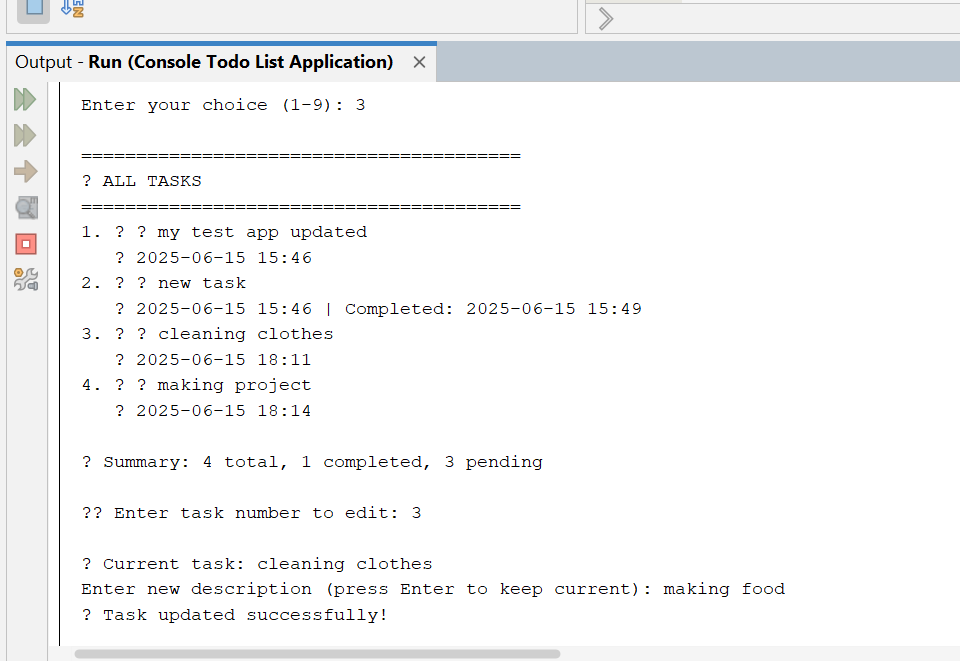 Output - Run (Console Todo List Application)
Enter your choice (1-9): 3
========================================
? ALL TASKS
========================================
1. ? ? my test app updated
? 2025-06-15 15:46
2. ? ? new task
? 2025-06-15 15:46 | Completed: 2025-06-15 15:49
3. ? ? cleaning clothes
? 2025-06-15 18:11
4. ? ? making project
? 2025-06-15 18:14
? Summary: 4 total, 1 completed, 3 pending
?? Enter task number to edit: 3
? Current task: cleaning clothes
Enter new description (press Enter to keep current): making food
? Task updated successfully!